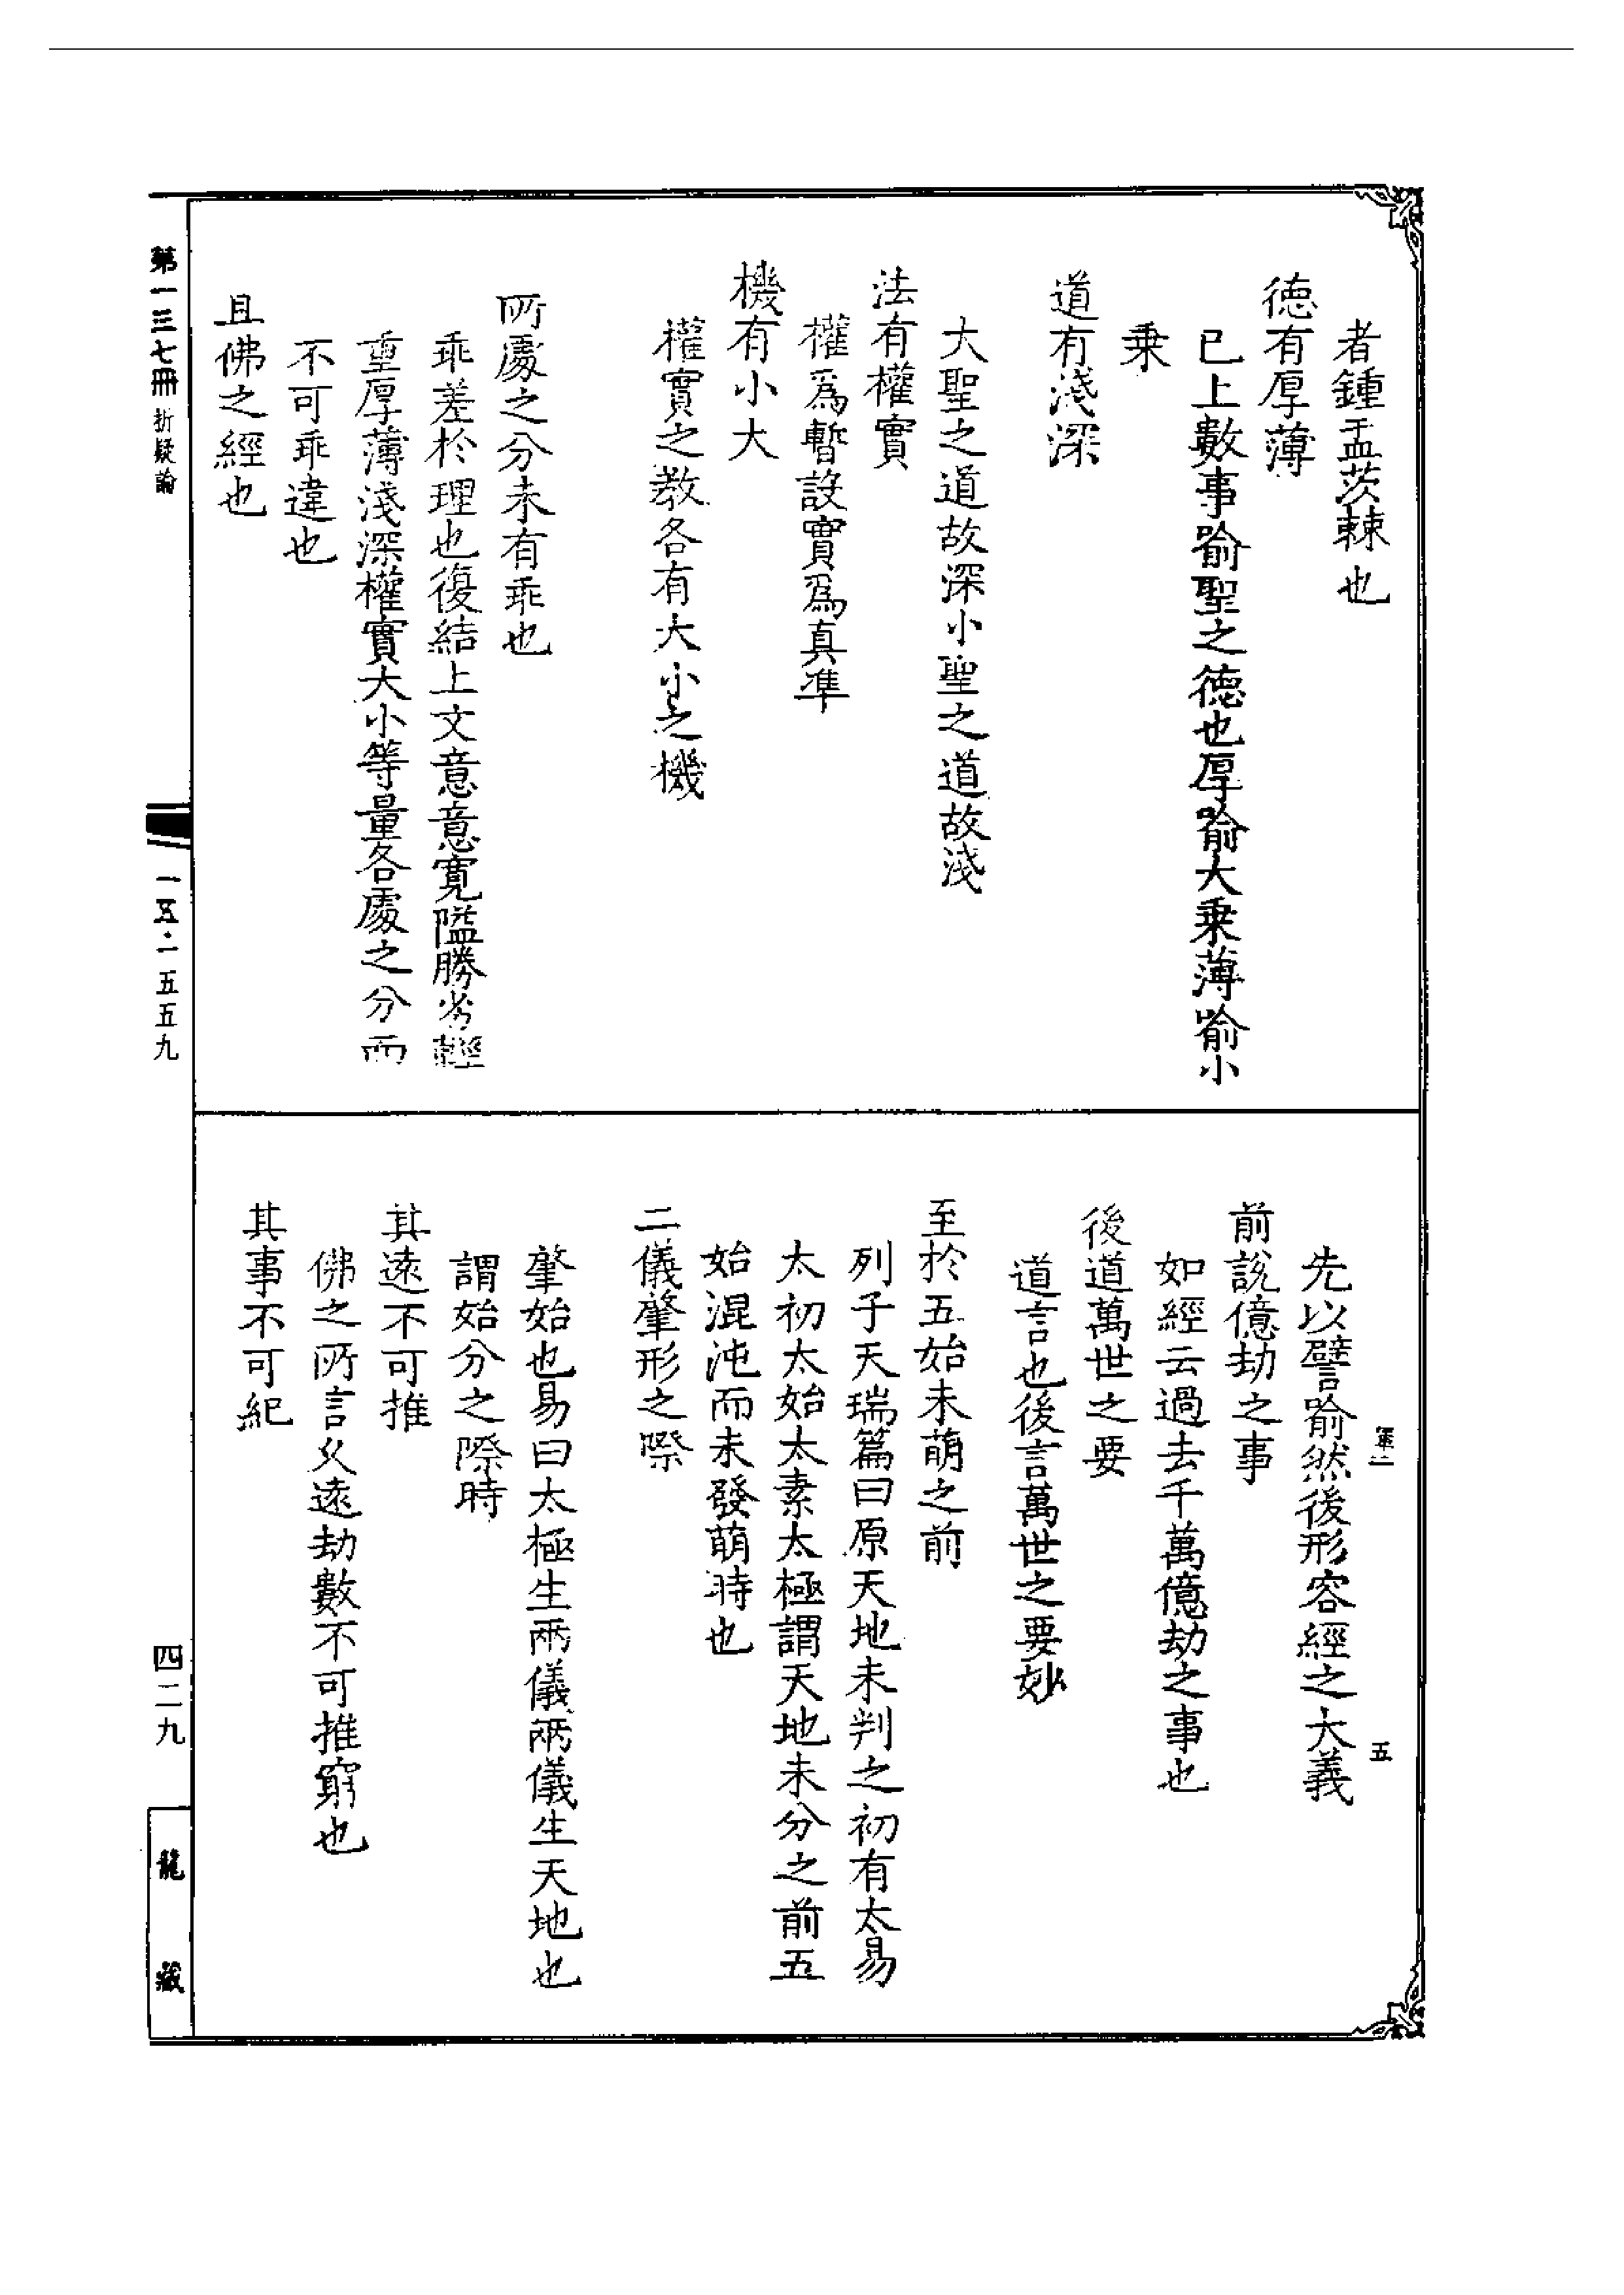 者鍾盂茨棘也
德有厚薄
已上數事喻聖之德也厚喻大乗薄喻小
乗
道有淺深
大聖之道故深小聖之道故淺
法有權實
權爲暫設實爲真準
機有小大
權實之教各有大小之機
所處之分未有乖也
乖差於理也復結上文意意寬隘勝劣輕
重厚薄淺深權實大小等量各處之分而
不可乖違也
且佛之經也
先以譬喻然後形容經之大義
前説億劫之事
如經云過去千萬億劫之事也
後道萬世之要
道言也後言萬世之要妙
至於五始未萌之前
列子天瑞篇曰原天地未判之初有太易
太初太始太素太極謂天地未分之前五
始混沌而未發萌時也
二儀肇形之際
肇始也易曰太極生兩儀兩儀生天地也
謂始分之際時
其遠不可推
佛之所言久遠劫數不可推窮也
其事不可紀
五
第一三七冊 折疑論
一五·一五五九
四二九
龍藏